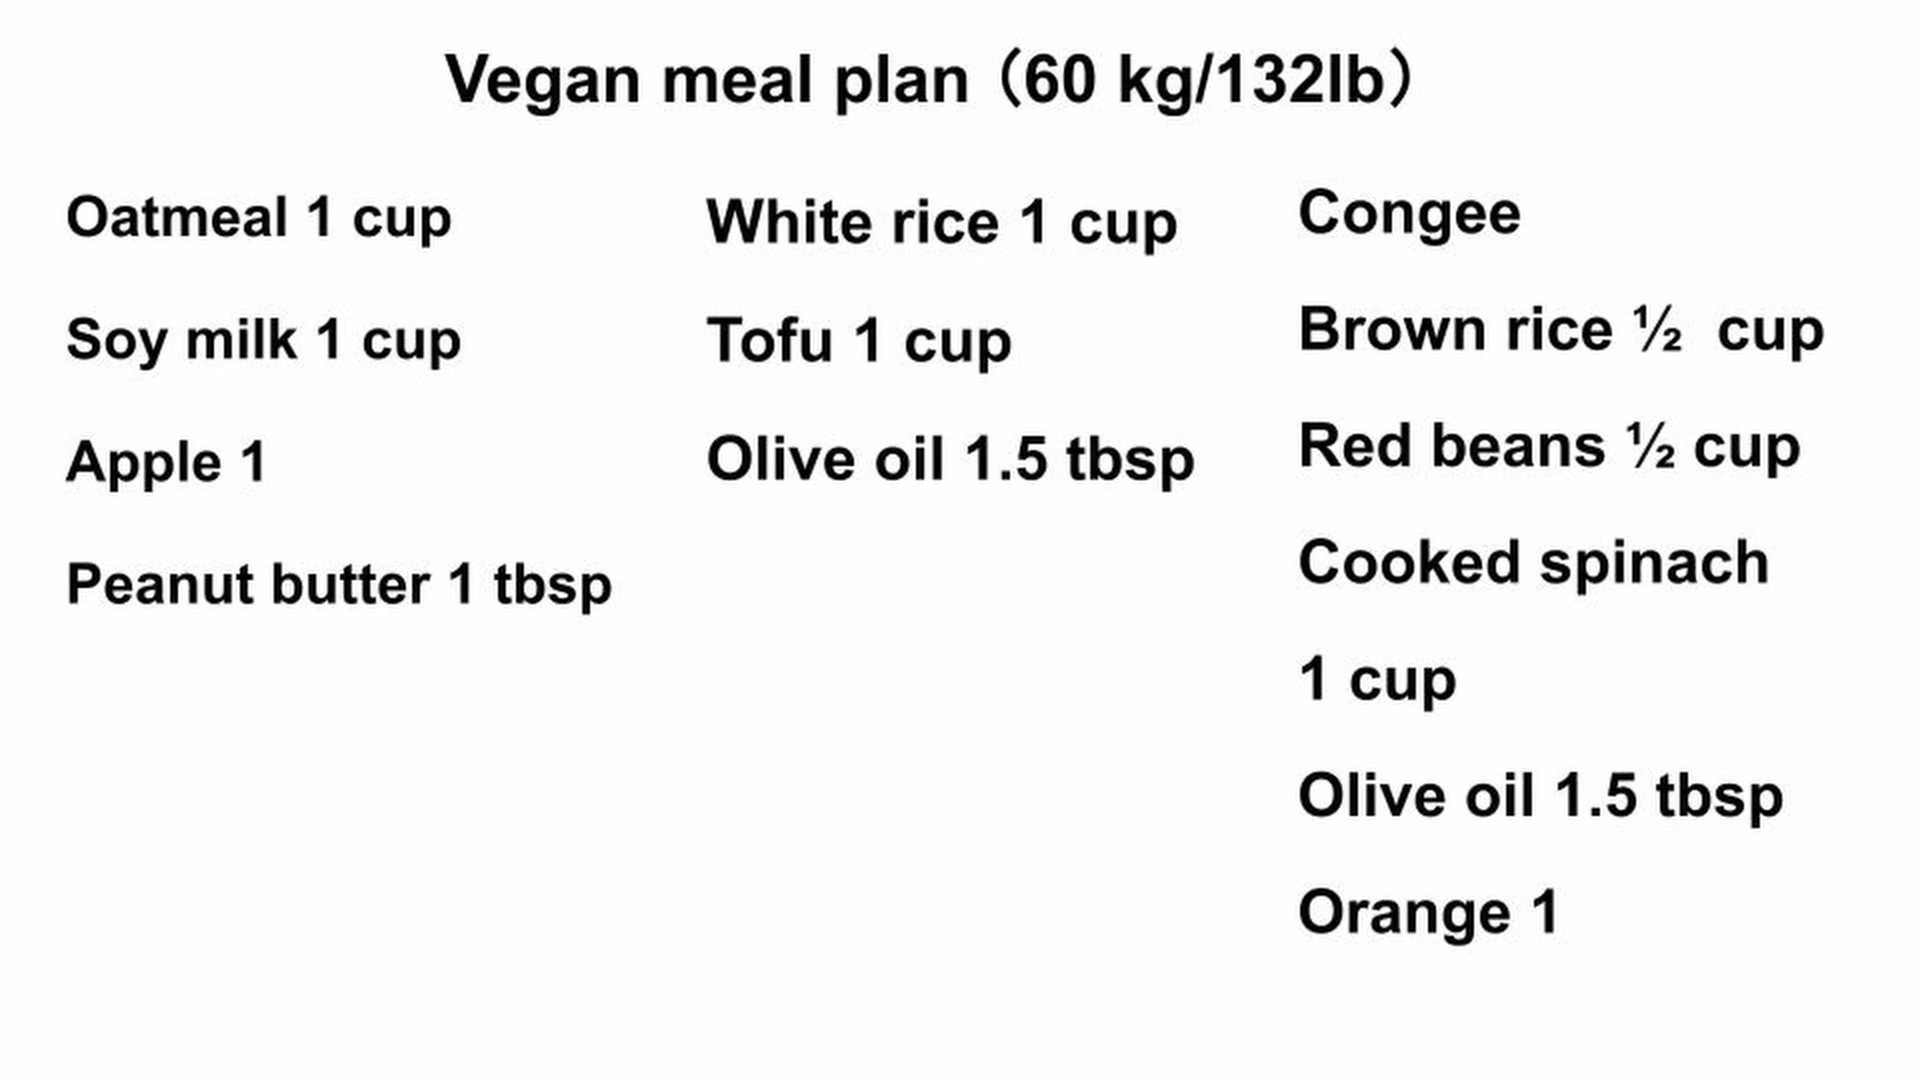 Vegan meal plan（60 kg/132lb）
Oatmeal 1 cup
Soy milk 1 cup
Apple 1
Peanut butter 1 tbsp
White rice 1 cup
Tofu 1 cup
Olive oil 1.5 tbsp
Congee
Brown rice ½  cup
Red beans ½ cup
Cooked spinach
1 cup
Olive oil 1.5 tbsp
Orange 1